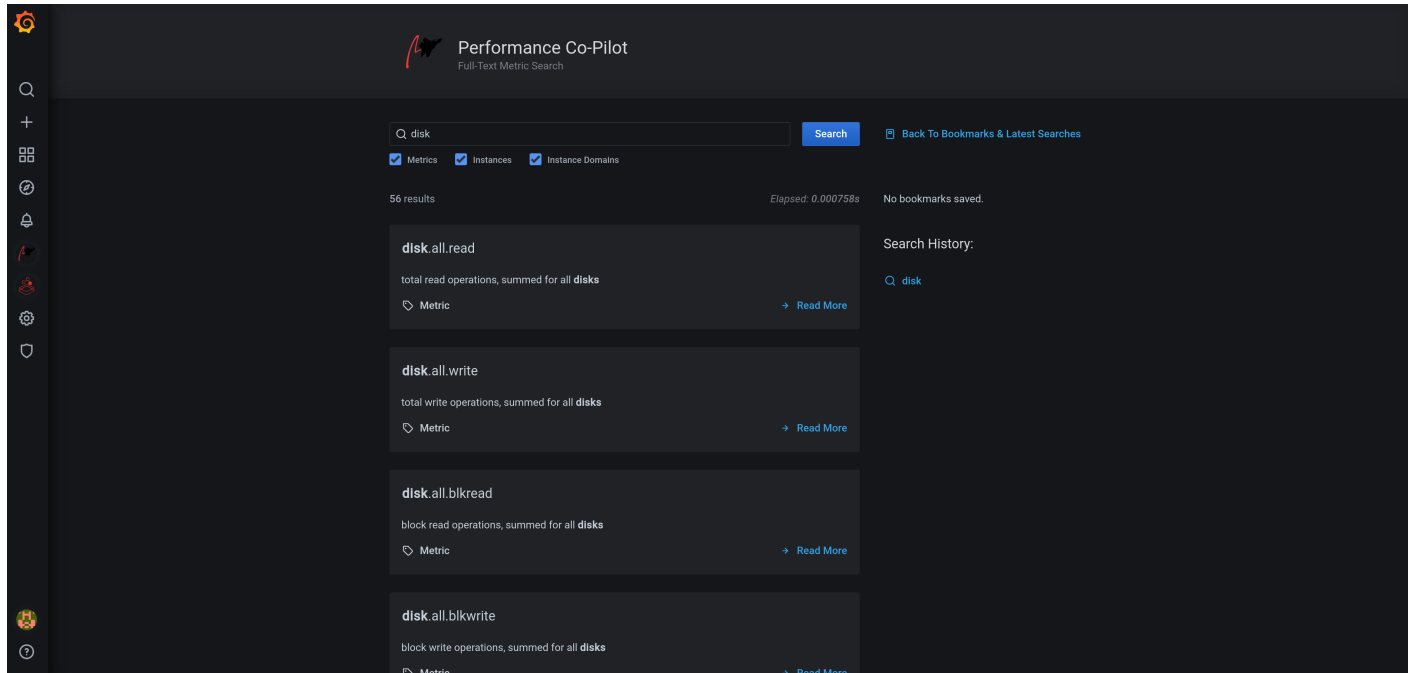 Performance Co-Pilot
Full-Text Metric Search
disk
Search
Back To Bookmarks & Latest Searches
Metrics
Instances
Instance Domains
56 results
Elapsed: 0.000758s
No bookmarks saved.
Search History:
disk
disk.all.read
total read operations, summed for all disks
Metric
Read More
disk.all.write
total write operations, summed for all disks
Metric
Read More
disk.all.blkread
block read operations, summed for all disks
Metric
Read More
disk.all.blkwrite
block write operations, summed for all disks
Metric
Read More